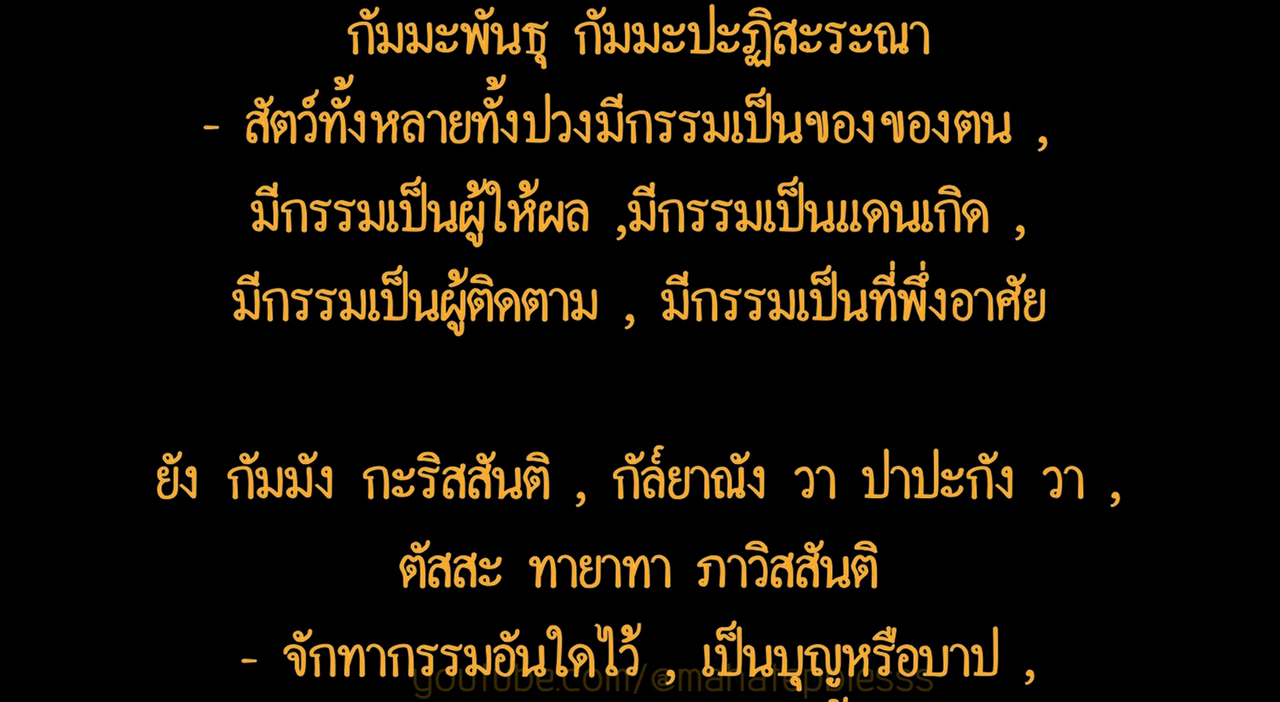 กัมมะพันธุ กัมมะปะฏิสะระณา
- สัตว์ทั้งหลายทั้งปวงมีกรรมเป็นของของตน ,
มีกรรมเป็นผู้ให้ผล ,มีกรรมเป็นแดนเกิด ,
มีกรรมเป็นผู้ติดตาม , มีกรรมเป็นที่พึ่งอาศัย
ยัง กัมมัง กะริสสันติ , กัล์ยาณัง วา ปาปะกัง วา ,
ตัสสะ ทายาทา ภาวิสสันติ
- จักทากรรมอันใดไว้ , เป็นบุญหรือบาป ,
youtube.com/@mahateppblesss